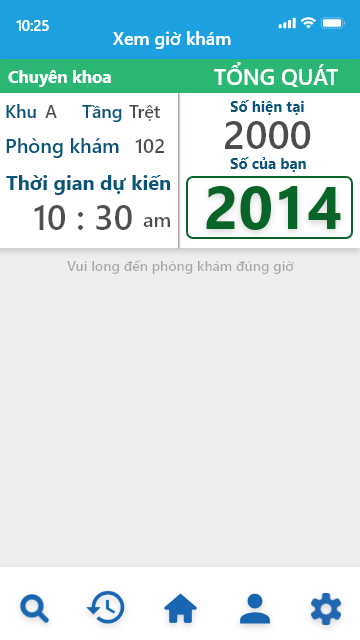 10:25
Xem giờ khám
Chuyên khoa TỔNG QUÁT
Khu A Tầng Trệt
Phòng khám 102
Thời gian dự kiến
10 : 30 am
Số hiện tại
2000
Số của bạn
2014
Vui long đến phòng khám đúng giờ